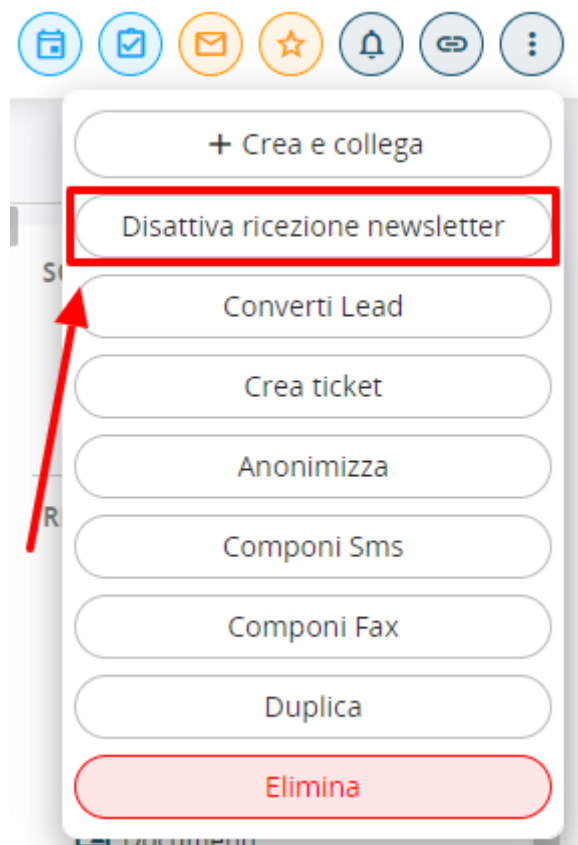 + Crea e collega
Disattiva ricezione newsletter
Converti Lead
Crea ticket
Anonimizza
Componi Sms
Componi Fax
Duplica
Elimina